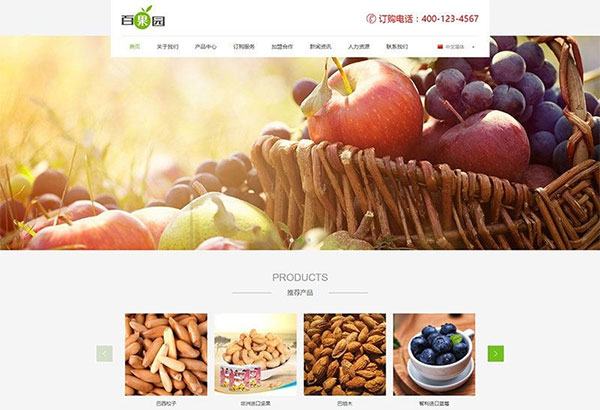 百果园
订购电话：400-123-4567
首页 关于我们 产品中心 订购服务 加盟合作 新闻资讯 人力资源 联系我们 中文简体
PRODUCTS
推荐产品
巴西松子 非洲进口坚果 巴旦木 智利进口蓝莓